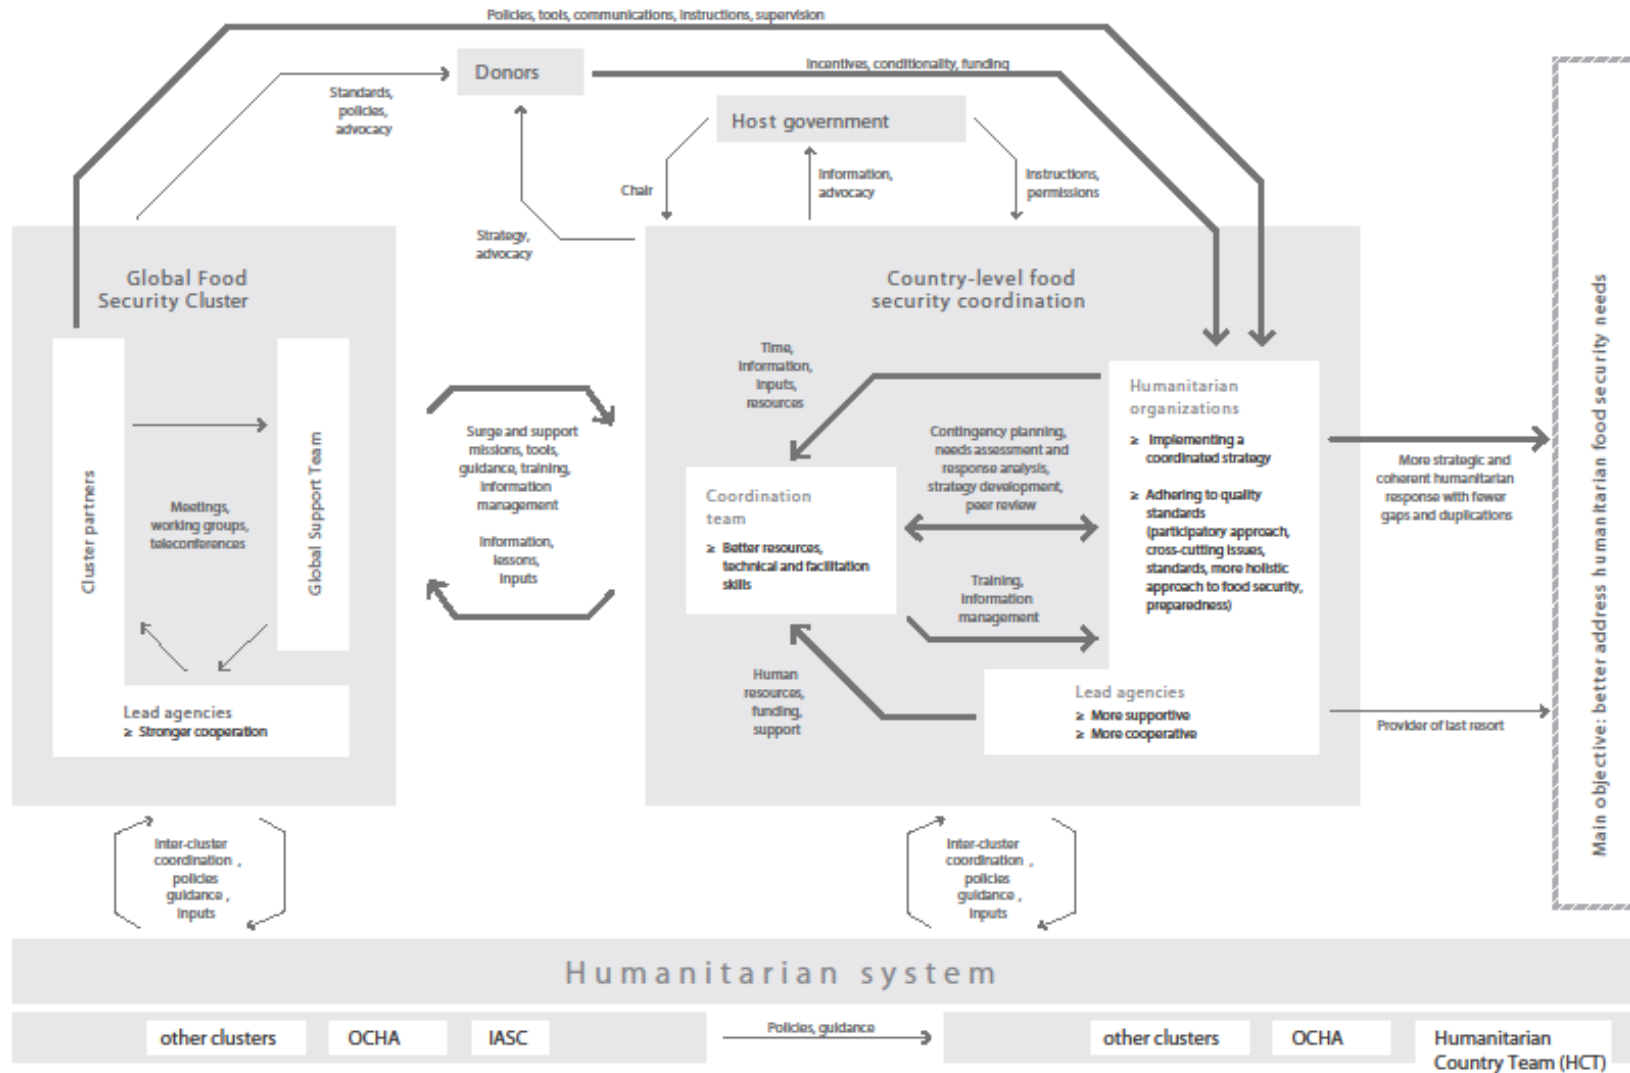 Policies, tools, communications, instructions, supervision
Donors
Incentives, conditionality, funding
Standards,
policies,
advocacy
Host government
Chair
Information,
advocacy
Instructions,
permissions
Strategy,
advocacy
Global Food
Security Cluster
Cluster partners
Meetings,
working groups,
teleconferences
Global Support Team
Lead agencies
≥ Stronger cooperation
Surge and support
missions, tools,
guidance, training,
information
management
Information,
lessons,
inputs
Country-level food
security coordination
Time,
information,
inputs,
resources
Coordination
team
≥ Better resources,
technical and facilitation
skills
Contingency planning,
needs assessment and
response analysis,
strategy development,
peer review
Training,
information
management
Human
resources,
funding,
support
Humanitarian
organizations
≥ Implementing a
coordinated strategy
≥ Adhering to quality
standards
(participatory approach,
cross-cutting issues,
standards, more holistic
approach to food security,
preparedness)
Lead agencies
≥ More supportive
≥ More cooperative
More strategic and
coherent humanitarian
response with fewer
gaps and duplications
Provider of last resort
Main objective: better address humanitarian food security needs
Inter-cluster
coordination ,
policies
guidance ,
inputs
Inter-cluster
coordination ,
policies
guidance ,
inputs
Humanitarian system
other clusters
OCHA
IASC
Policies, guidance
other clusters
OCHA
Humanitarian
Country Team (HCT)